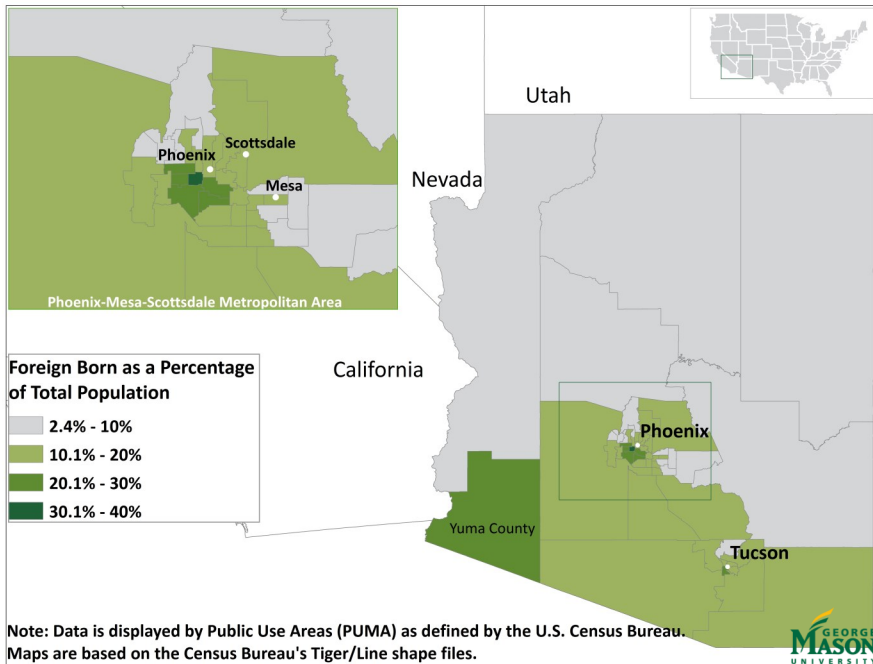 Utah
Scottsdale
Phoenix
Mesa
Nevada
Phoenix-Mesa-Scottsdale Metropolitan Area
California
Foreign Born as a Percentage
of Total Population
2.4% - 10%
10.1% - 20%
20.1% - 30%
30.1% - 40%
Phoenix
Yuma County
Tucson
Note: Data is displayed by Public Use Areas (PUMA) as defined by the U.S. Census Bureau.
Maps are based on the Census Bureau's Tiger/Line shape files.
GEORGE
MASON
UNIVERSITY